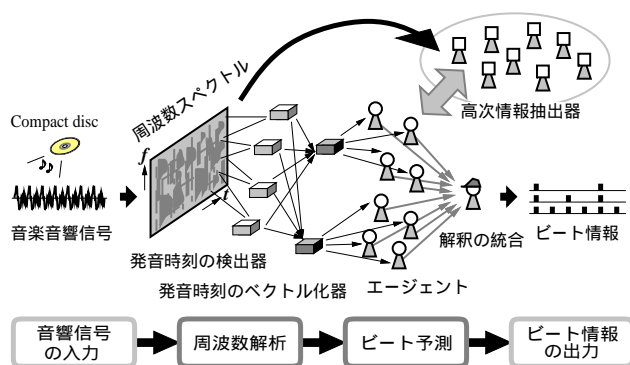 周波数スペクトル
高次情報抽出器
Compact disc
f
t
音楽音響信号
発音時刻の検出器
発音時刻のベクトル化器
エージェント
解釈の統合
ビート情報
音響信号
の入力
周波数解析
ビート予測
ビート情報
の出力